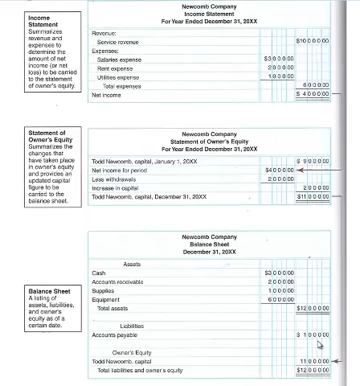 Newcomb Company
Income Statement
For Year Ended December 31, 20XX
Income
Statement
Summarizes
revenue and
expenses to
determine the
amount of net
income (or net
loss) to be carried
to the statement
of owner's equity.
Revenue:
Service revenue $10 0 0 0 00
Expenses:
Salaries expense $3 0 0 0 00
Rent expense 2 0 0 0 00
Utilities expense 1 0 0 0 00
Total expenses 6 0 0 0 00
Net income $ 4 0 0 0 00
Statement of
Owner's Equity
Summarizes the
changes that
have taken place
in owner's equity
and provides an
updated capital
figure to be
carried to the
balance sheet.
Newcomb Company
Statement of Owner's Equity
For Year Ended December 31, 20XX
Todd Newcomb, capital, January 1, 20XX $ 9 0 0 0 00
Net income for period $4 0 0 0 00
Less withdrawals 2 0 0 0 00
Increase in capital 2 0 0 0 00
Todd Newcomb, capital, December 31, 20XX $11 0 0 0 00
Newcomb Company
Balance Sheet
December 31, 20XX
Balance Sheet
A listing of
assets, liabilities,
and owner's
equity as of a
certain date.
Assets
Cash $3 0 0 0 00
Accounts receivable 2 0 0 0 00
Supplies 1 0 0 0 00
Equipment 6 0 0 0 00
Total assets $12 0 0 0 00
Liabilities
Accounts payable $ 1 0 0 0 00
Owner's Equity
Todd Newcomb, capital 11 0 0 0 00
Total liabilities and owner's equity $12 0 0 0 00